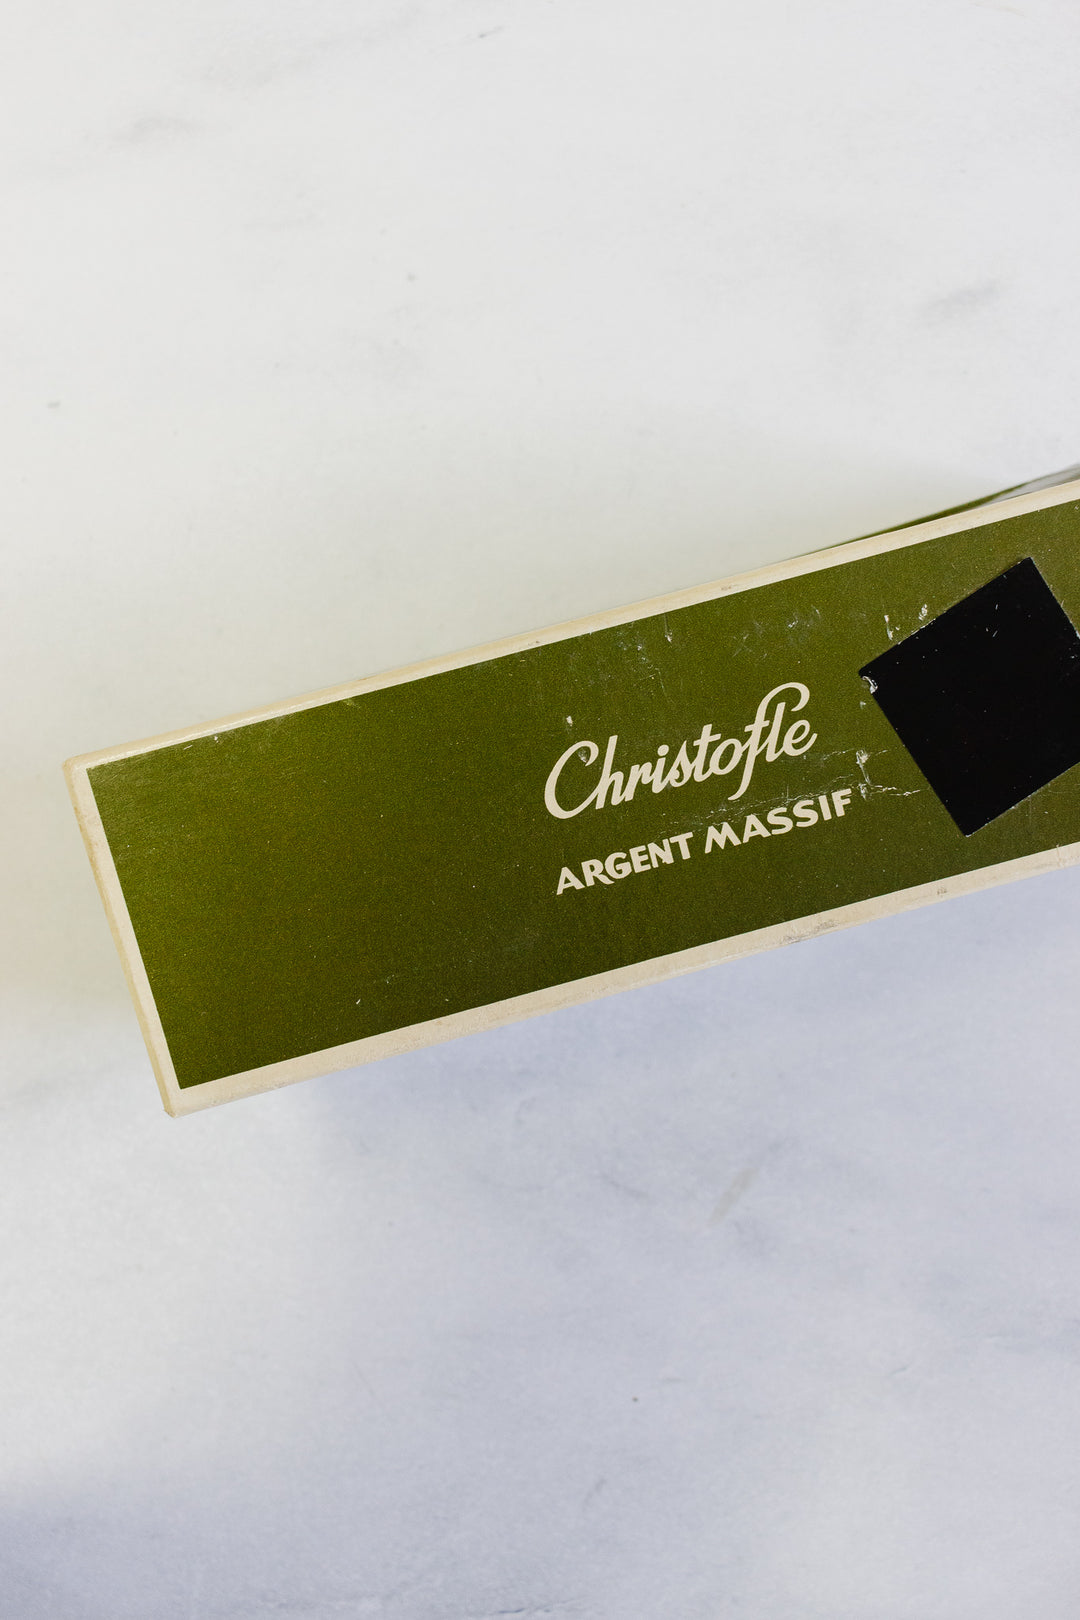 Christofle
ARGENT MASSIF